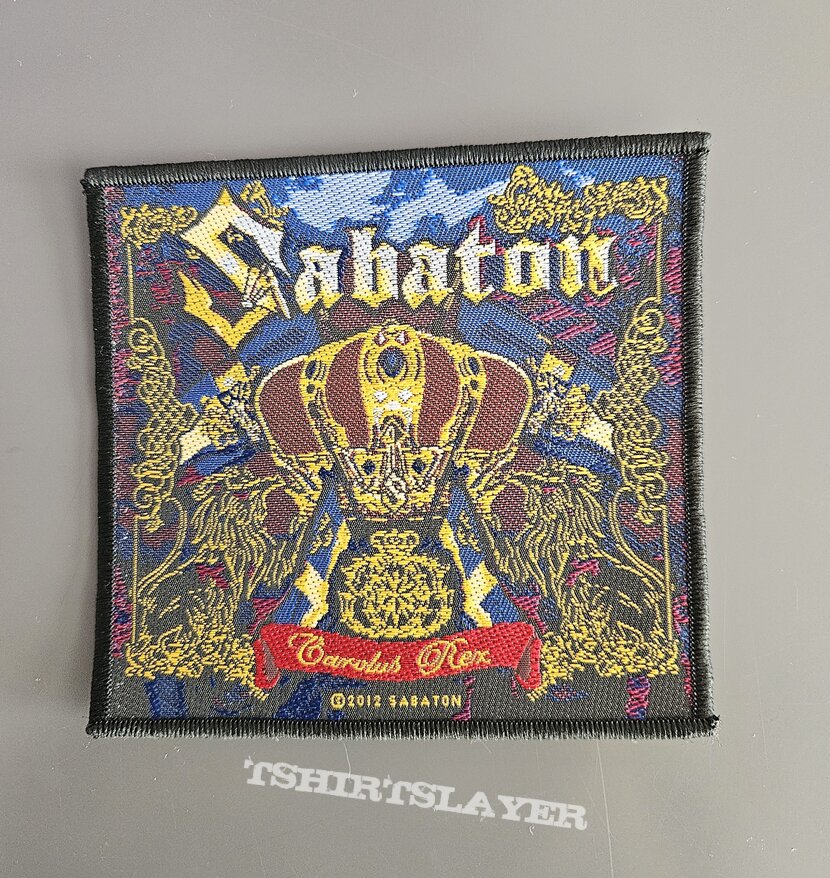 Sabaton
Carolus Rex
©2012 SABATON
TSHIRTSLAYER